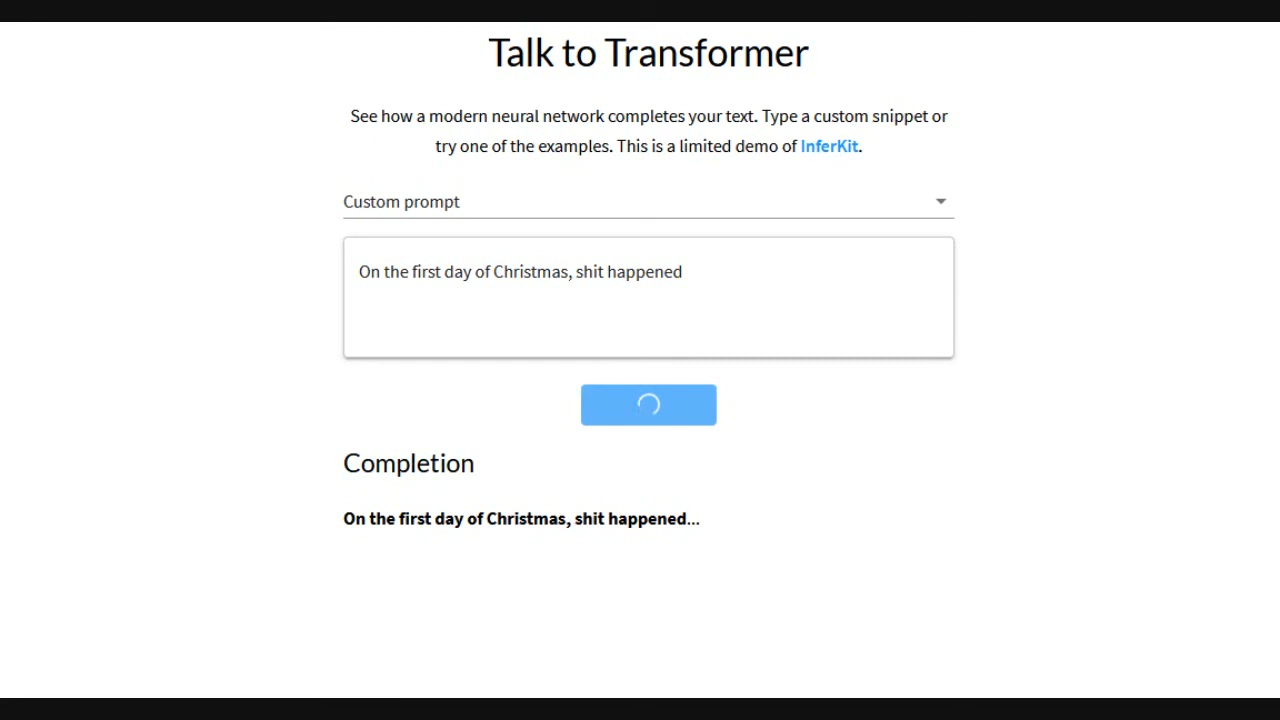 Talk to Transformer
See how a modern neural network completes your text. Type a custom snippet or
try one of the examples. This is a limited demo of InferKit.
Custom prompt
On the first day of Christmas, shit happened
Completion
On the first day of Christmas, shit happened...